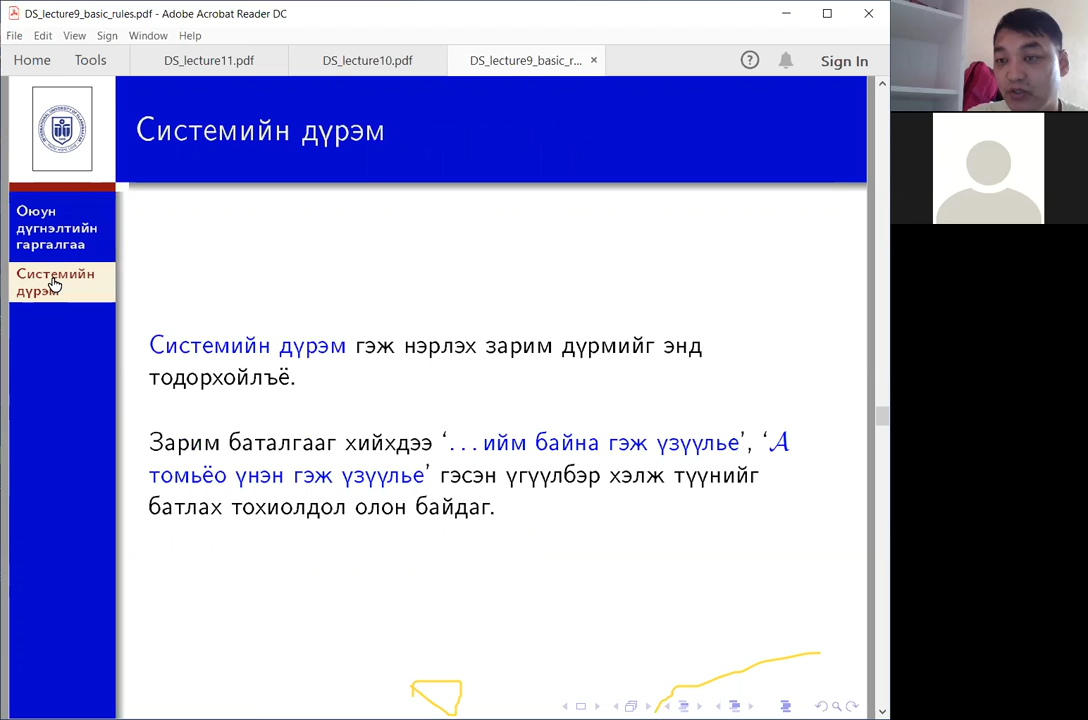 DS_lecture9_basic_rules.pdf - Adobe Acrobat Reader DC
File Edit View Sign Window Help
Home Tools DS_lecture11.pdf DS_lecture10.pdf DS_lecture9_basic_r... × Sign In
Системийн дүрэм
Оюун
дүгнэлтийн
гаргалгаа
Системийн
дүрэм
Системийн дүрэм гэж нэрлэх зарим дүрмийг энд
тодорхойлъё.
Зарим баталгааг хийхдээ ‘...ийм байна гэж үзүүлье’, ‘A
томьёо үнэн гэж үзүүлье’ гэсэн үгүүлбэр хэлж түүнийг
батлах тохиолдол олон байдаг.